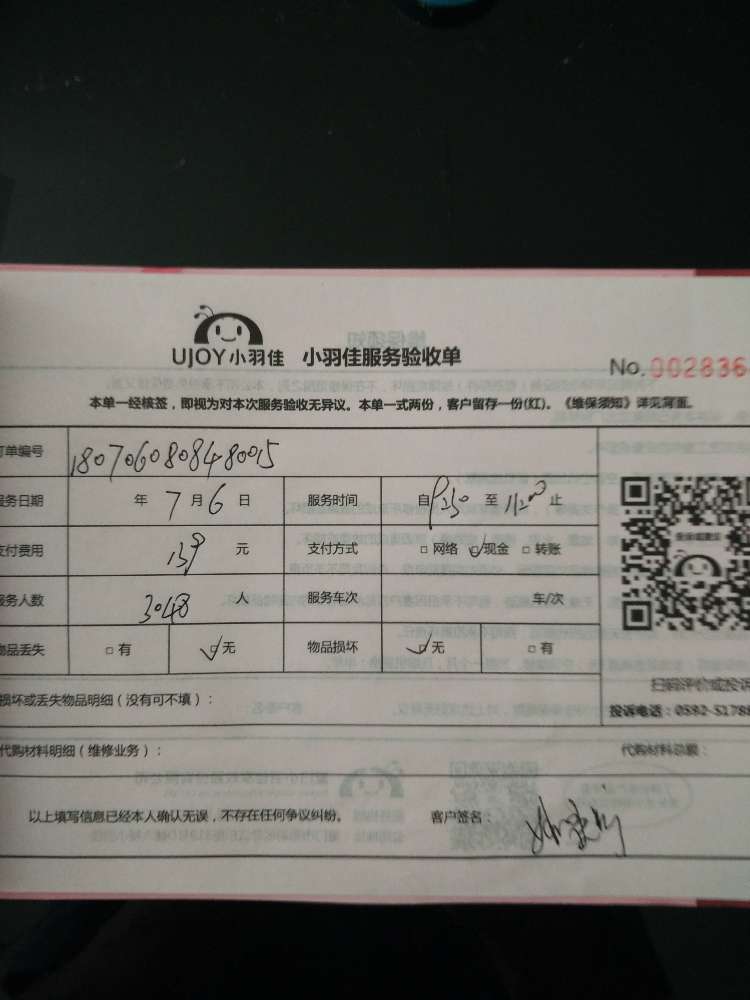 UJOY小羽佳 小羽佳服务验收单
No. 002836
本单一经核签，即视为对本次服务验收无异议。本单一式两份，客户留存一份(红)。《维保须知》详见背面。
订单编号 180706080848005
服务日期 年 7 月 6 日 服务时间 自 至 止
支付费用 139 元 支付方式 □ 网络 ☑现金 □ 转账
服务人数 3048 人 服务车次 车/次
物品丢失 □ 有 ☑无 物品损坏 ☑无 □ 有
扫码评价或投诉
损坏或丢失物品明细（没有可不填）：
投诉电话：0592-5178
代购材料明细（维修业务）： 代购材料总额：
以上填写信息已经本人确认无误，不存在任何争议纠纷。 客户签名：